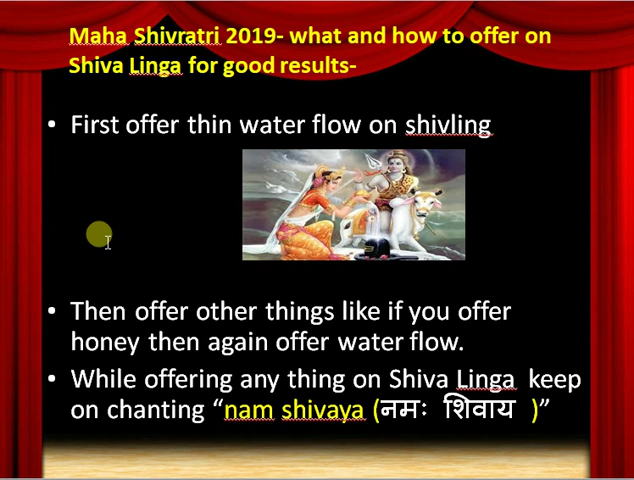 Maha Shivratri 2019- what and how to offer on
Shiva Linga for good results-
• First offer thin water flow on shivling
• Then offer other things like if you offer
honey then again offer water flow.
• While offering any thing on Shiva Linga keep
on chanting “nam shivaya (नमः शिवाय )”